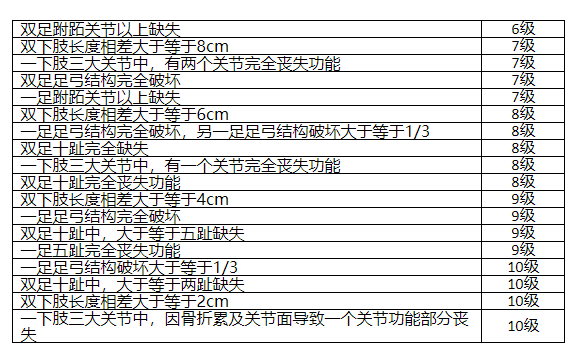 双足跗跖关节以上缺失 6级
双下肢长度相差大于等于8cm 7级
一下肢三大关节中，有两个关节完全丧失功能 7级
双足足弓结构完全破坏 7级
一足跗跖关节以上缺失 7级
双下肢长度相差大于等于6cm 8级
一足足弓结构完全破坏，另一足足弓结构破坏大于等于1/3 8级
双足十趾完全缺失 8级
一下肢三大关节中，有一个关节完全丧失功能 8级
双足十趾完全丧失功能 8级
双下肢长度相差大于等于4cm 9级
一足足弓结构完全破坏 9级
双足十趾中，大于等于五趾缺失 9级
一足五趾完全丧失功能 9级
一足足弓结构破坏大于等于1/3 10级
双足十趾中，大于等于两趾缺失 10级
双下肢长度相差大于等于2cm 10级
一下肢三大关节中，因骨折累及关节面导致一个关节功能部分丧
失 10级